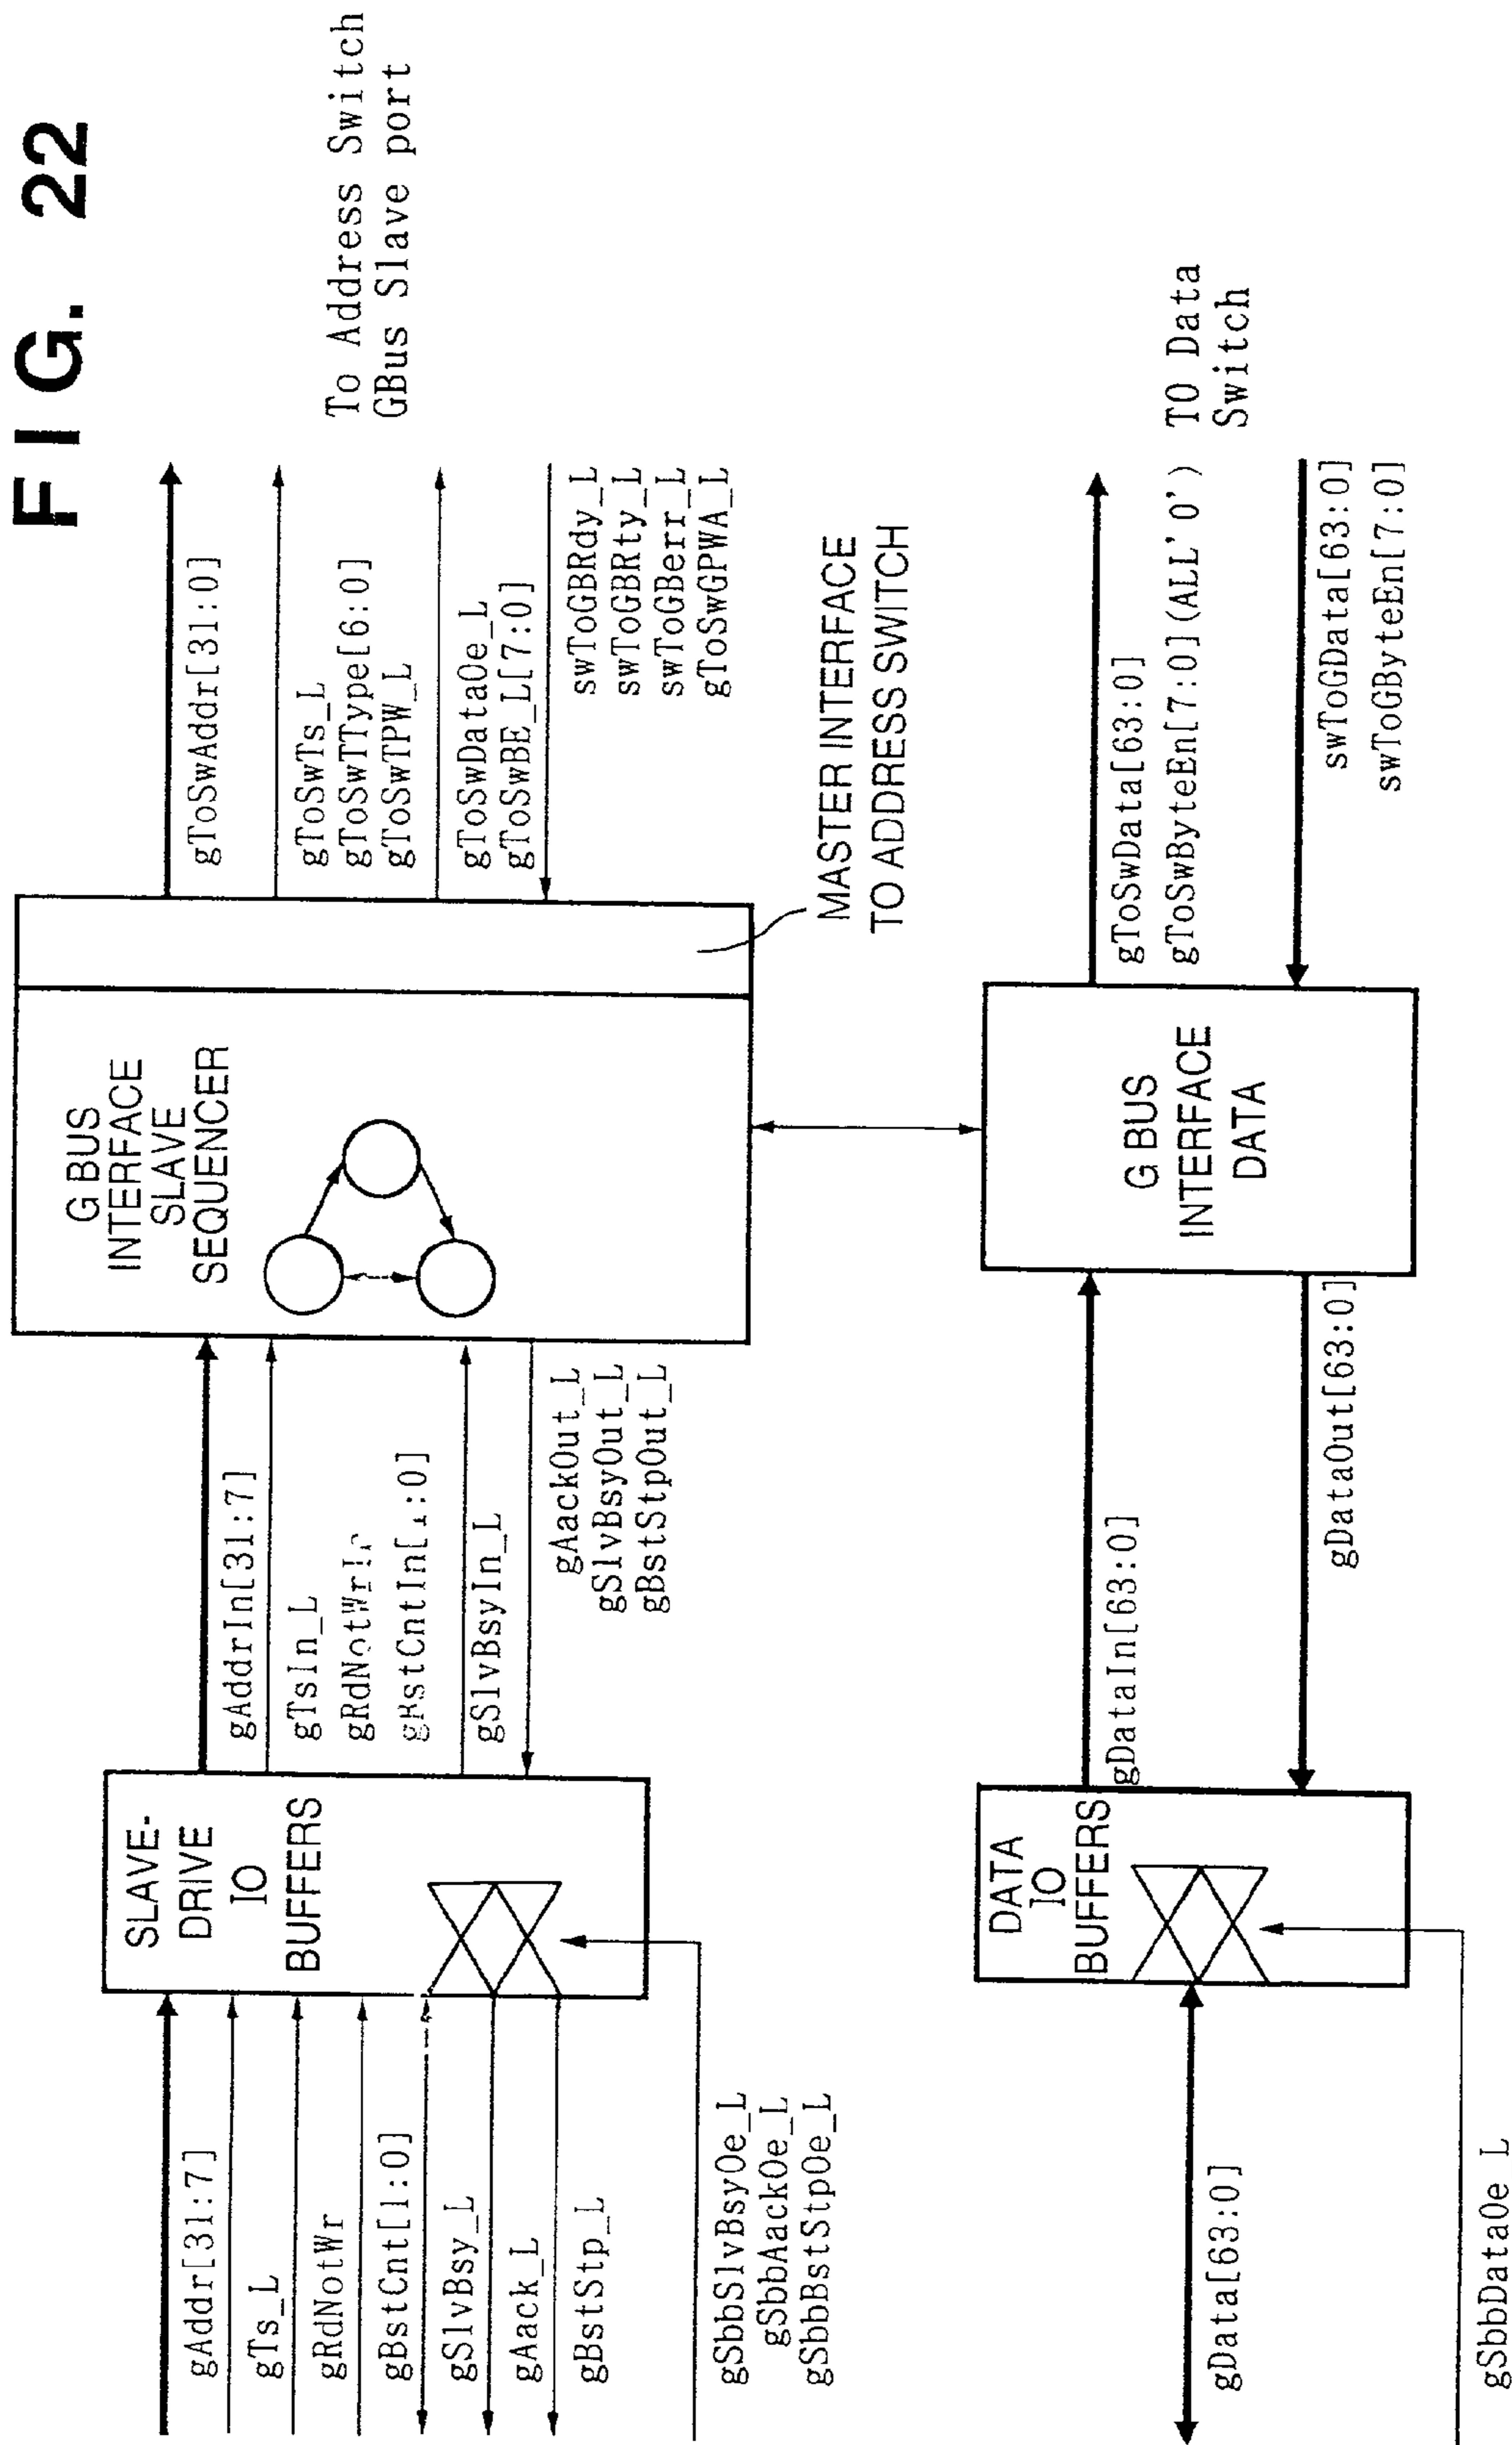 FIG. 22
gAddr[31:7]
gTs_L
gRdNotWr
gBstCnt[1:0]
gSlvBsy_L
gAack_L
gBstStp_L
gSbbSlvBsyOe_L
gSbbAackOe_L
gSbbBstStpOe_L
SLAVE-
DRIVE
IO
BUFFERS
gAddrIn[31:7]
gTsIn_L
gSlvBsyIn_L
gAackOut_L
gSlvBsyOut_L
gBstStpOut_L
G BUS
INTERFACE
SLAVE
SEQUENCER
gToSwAddr[31:0]
gToSwTs_L
gToSwTType[6:0]
gToSwTPW_L
gToSwDataOe_L
gToSwBE_L[7:0]
swToGBRdy_L
swToGBRty_L
swToGBerr_L
gToSwGPWA_L
To Address Switch
GBus Slave port
MASTER INTERFACE
TO ADDRESS SWITCH
gData[63:0]
gSbbDataOe_L
DATA
IO
BUFFERS
gDataIn[63:0]
gDataOut[63:0]
G BUS
INTERFACE
DATA
gToSwData[63:0]
gToSwByteEn[7:0](ALL'0')
TO Data
Switch
swToGData[63:0]
swToGByteEn[7:0]